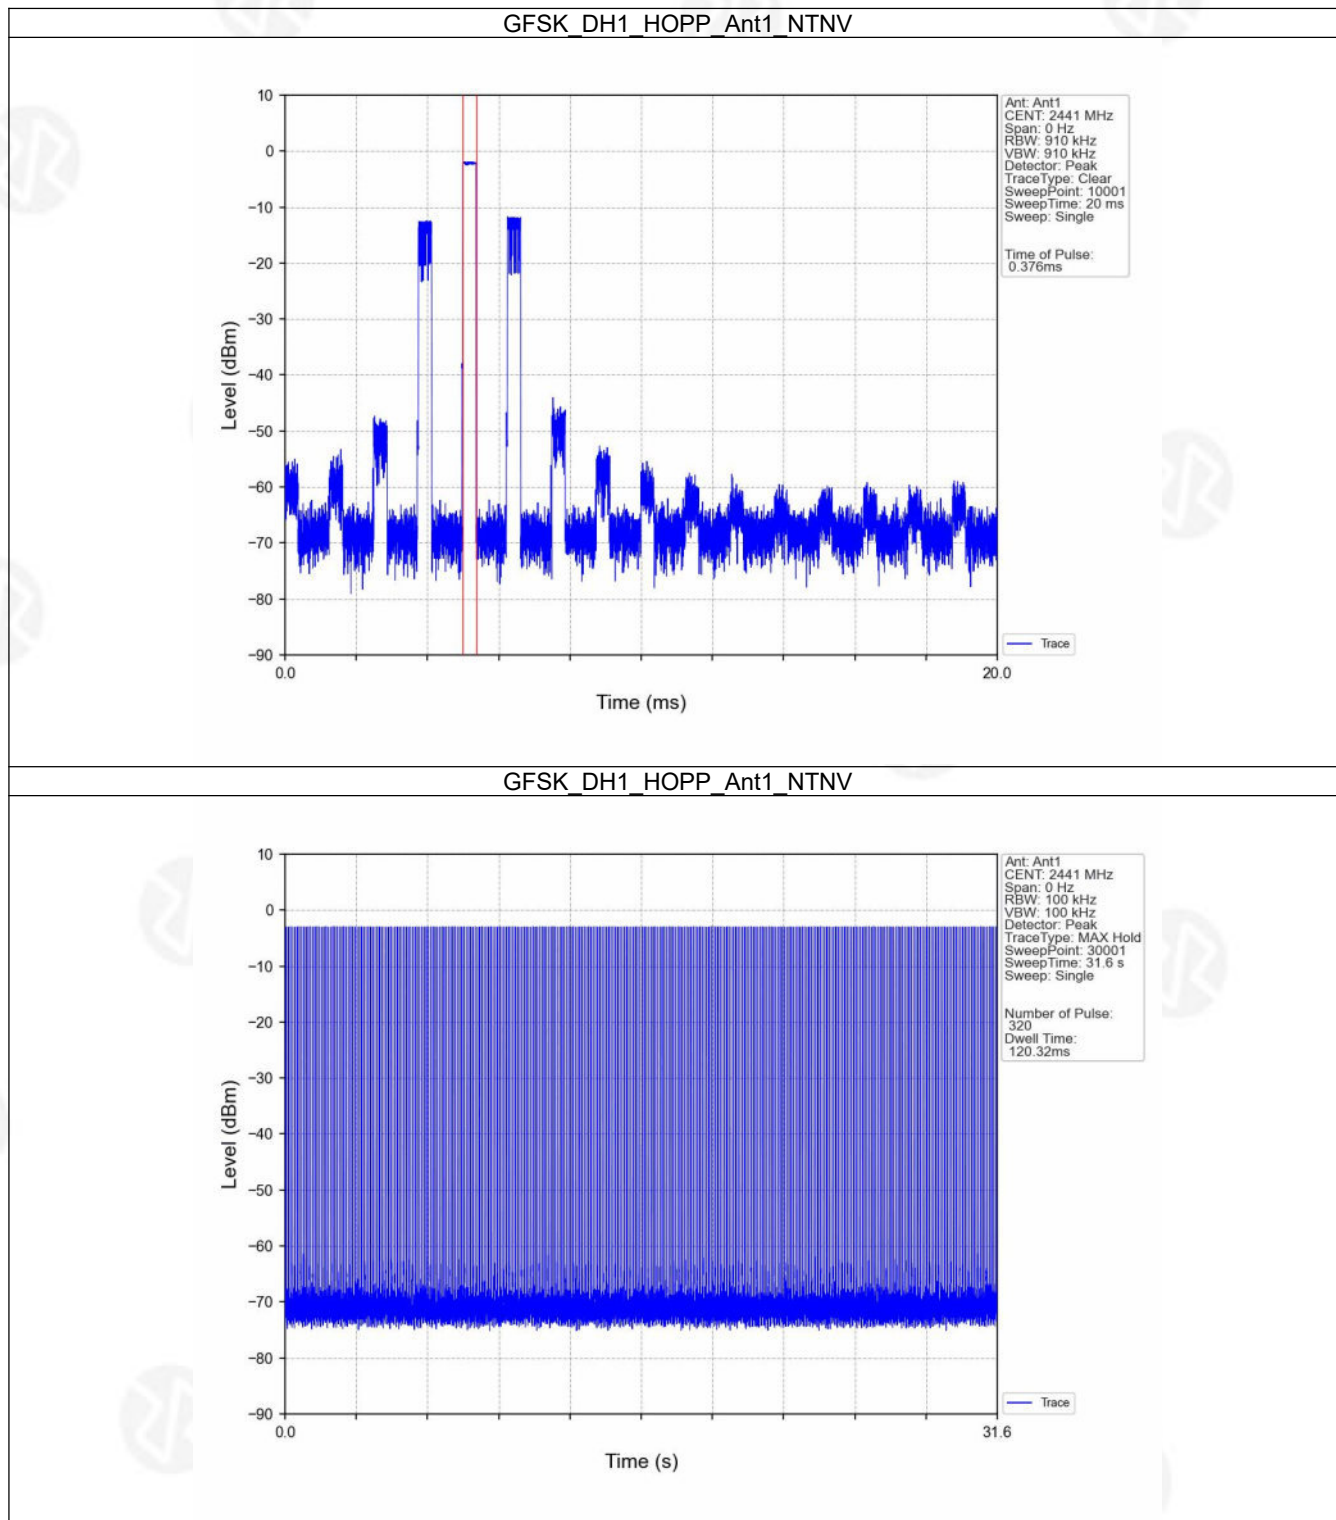 GFSK_DH1_HOPP_Ant1_NTNV
10
0
−10
−20
−30
−40
−50
−60
−70
−80
−90
Level (dBm)
0.0
20.0
Time (ms)
Ant: Ant1
CENT: 2441 MHz
Span: 0 Hz
RBW: 910 kHz
VBW: 910 kHz
Detector: Peak
TraceType: Clear
SweepPoint: 10001
SweepTime: 20 ms
Sweep: Single
Time of Pulse:
0.376ms
Trace
GFSK_DH1_HOPP_Ant1_NTNV
10
0
−10
−20
−30
−40
−50
−60
−70
−80
−90
Level (dBm)
0.0
31.6
Time (s)
Ant: Ant1
CENT: 2441 MHz
Span: 0 Hz
RBW: 100 kHz
VBW: 100 kHz
Detector: Peak
TraceType: MAX Hold
SweepPoint: 30001
SweepTime: 31.6 s
Sweep: Single
Number of Pulse:
320
Dwell Time:
120.32ms
Trace